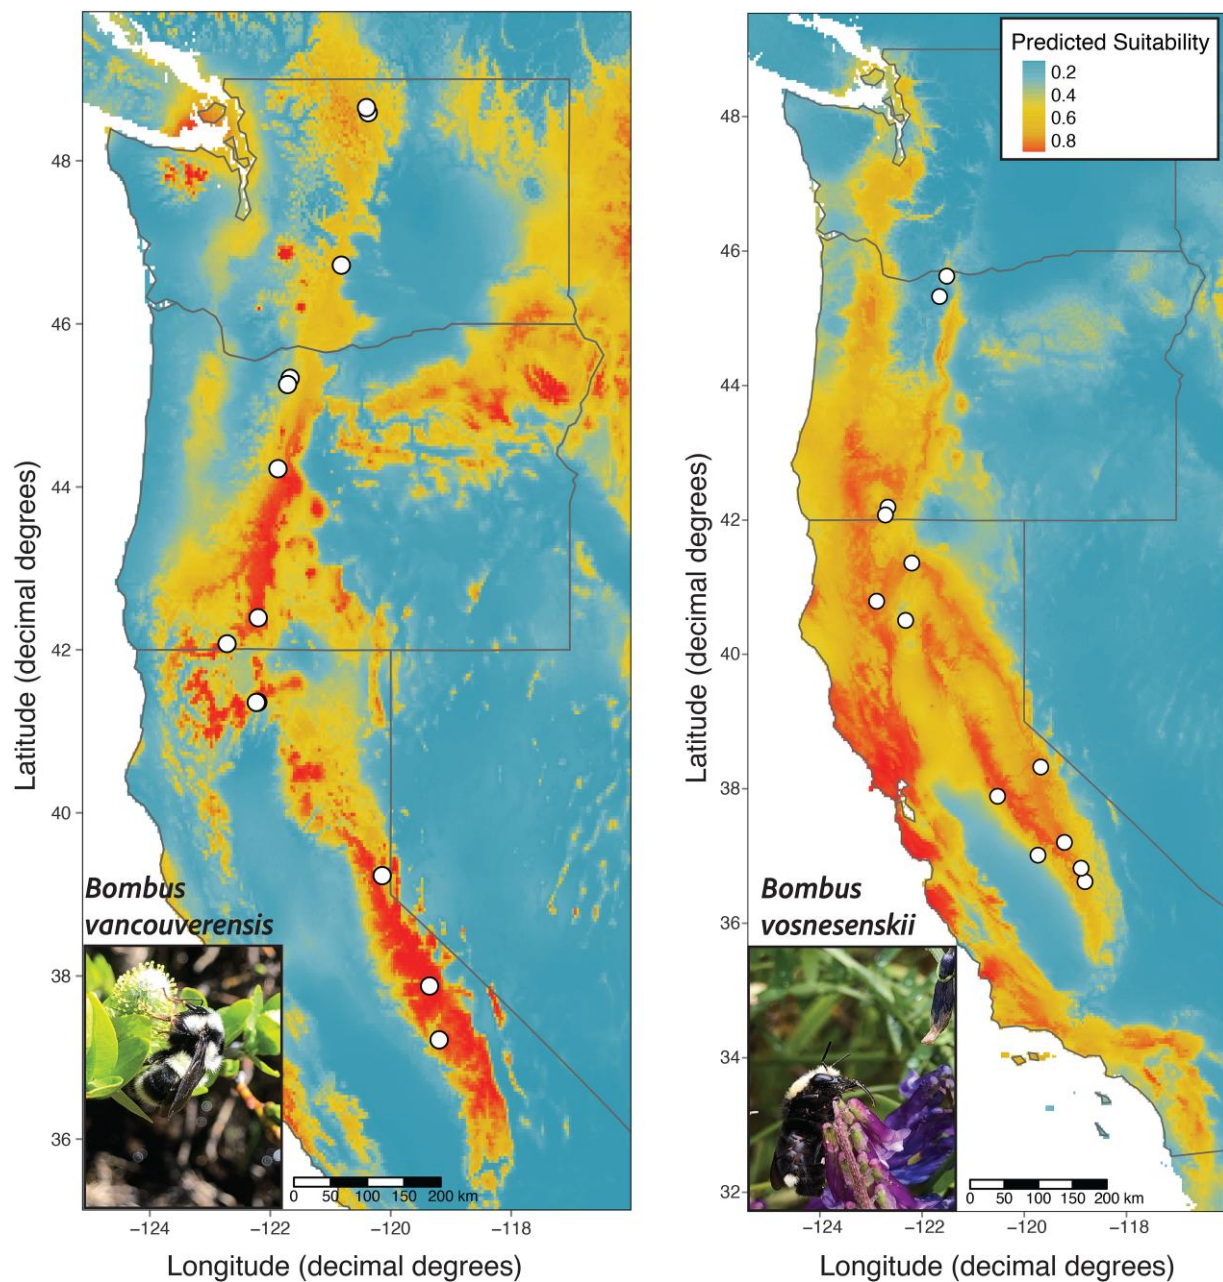 Predicted Suitability
0.2
0.4
0.6
0.8
48
46
44
42
40
38
36
Latitude (decimal degrees)
Bombus
vancouverensis
0 50 100 150 200 km
−124 −122 −120 −118
Longitude (decimal degrees)
48
46
44
42
40
38
36
34
32
Latitude (decimal degrees)
Bombus
vosnesenskii
0 50 100 150 200 km
−124 −122 −120 −118
Longitude (decimal degrees)